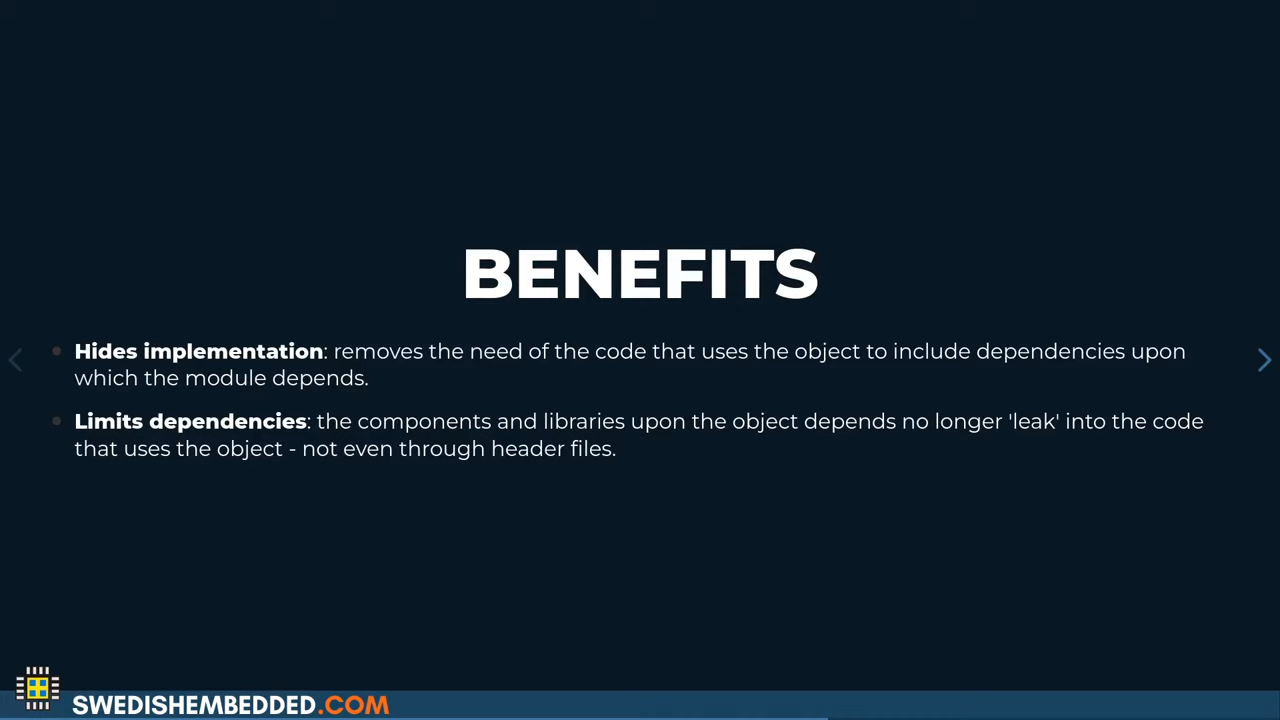 BENEFITS
Hides implementation: removes the need of the code that uses the object to include dependencies upon
which the module depends.
Limits dependencies: the components and libraries upon the object depends no longer 'leak' into the code
that uses the object - not even through header files.
SWEDISHEMBEDDED.COM